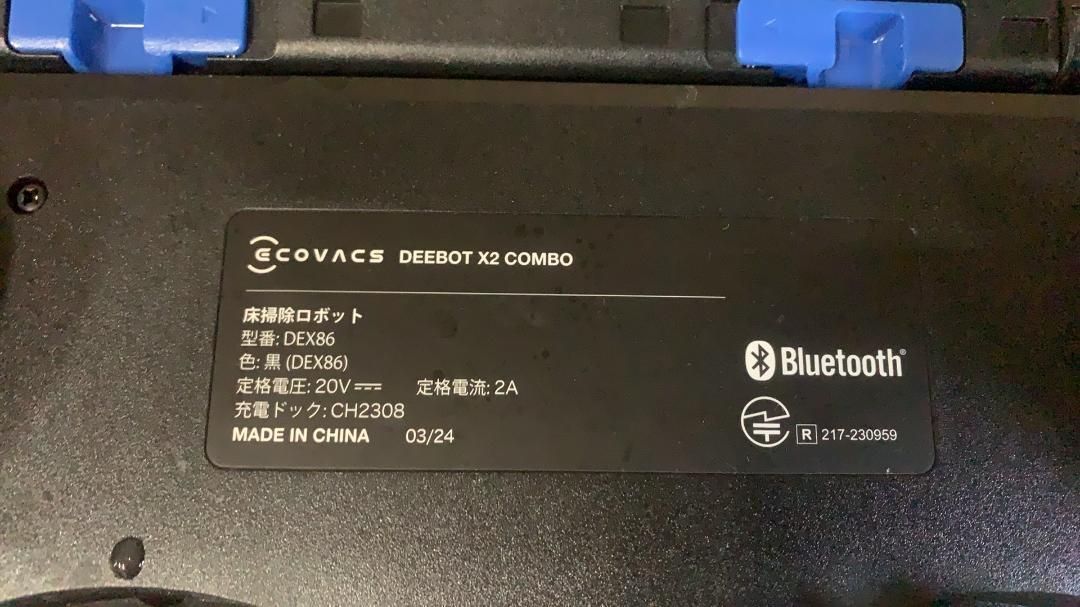 ECOVACS DEEBOT X2 COMBO
床掃除ロボット
型番: DEX86
色: 黒 (DEX86)
定格電圧: 20V 定格電流: 2A
充電ドック: CH2308
MADE IN CHINA 03/24
Bluetooth®
R 217-230959